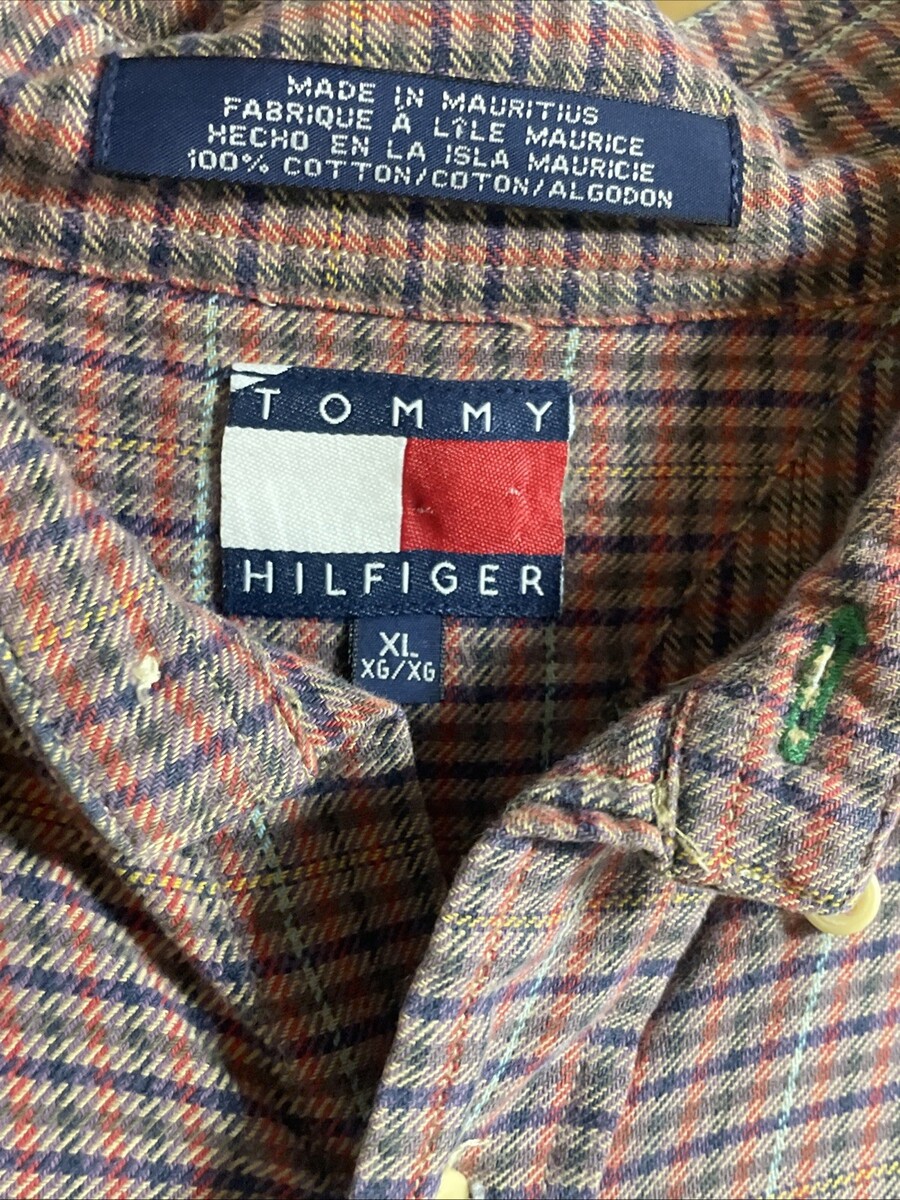 MADE IN MAURITIUS
FABRIQUE À L'ÎLE MAURICE
HECHO EN LA ISLA MAURICIE
100% COTTON/COTON/ALGODON
TOMMY
HILFIGER
XL
XG/XG